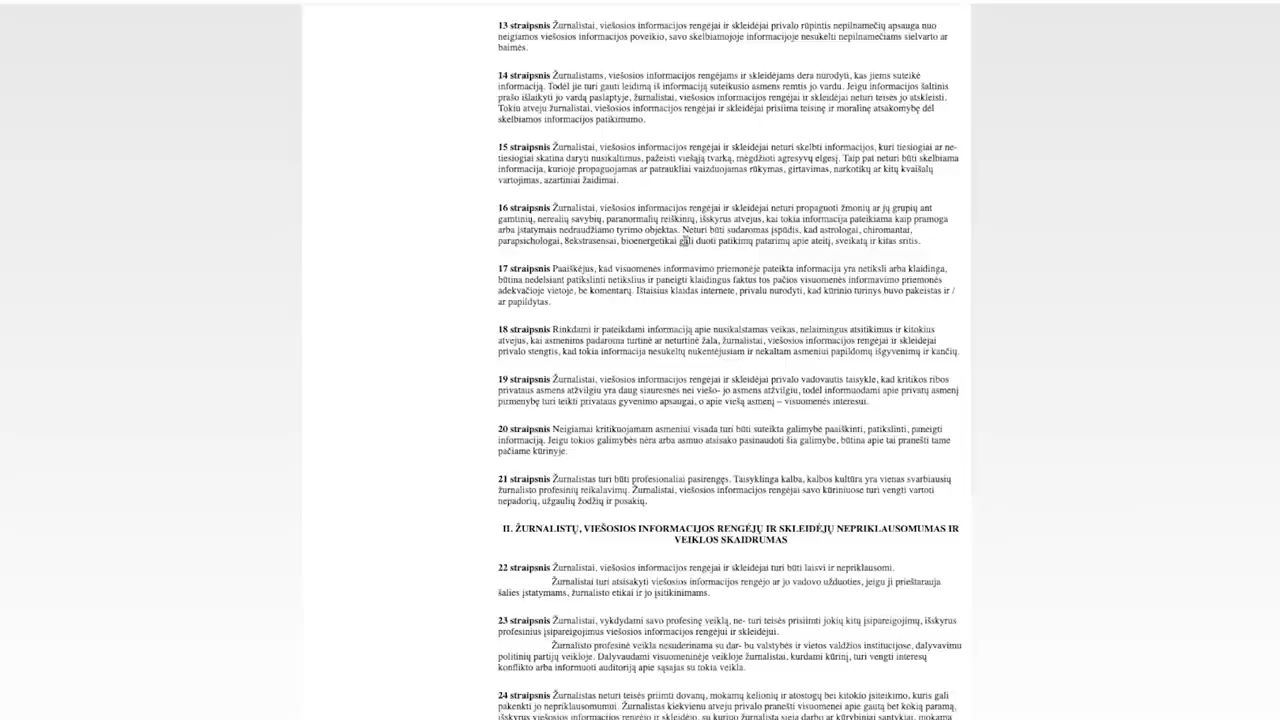 13 straipsnis Žurnalistai, viešosios informacijos rengėjai ir skleidėjai privalo rūpintis nepilnamečių apsauga nuo
neigiamos viešosios informacijos poveikio, savo skelbiamojoje informacijoje nesukelti nepilnamečiams sielvarto ar
baimės.
14 straipsnis Žurnalistams, viešosios informacijos rengėjams ir skleidėjams dera nurodyti, kas jiems suteikė
informaciją. Todėl jie turi gauti leidimą iš informaciją suteikusio asmens remtis jo vardu. Jeigu informacijos šaltinis
prašo išlaikyti jo vardą paslaptyje, žurnalistai, viešosios informacijos rengėjai ir skleidėjai neturi teisės jo atskleisti.
Tokiu atveju žurnalistai, viešosios informacijos rengėjai ir skleidėjai prisiima teisinę ir moralinę atsakomybę dėl
skelbiamos informacijos patikimumo.
15 straipsnis Žurnalistai, viešosios informacijos rengėjai ir skleidėjai neturi skelbti informacijos, kuri tiesiogiai ar ne-
tiesiogiai skatina daryti nusikaltimus, pažeisti viešąją tvarką, mėgdžioti agresyvų elgesį. Taip pat neturi būti skelbiama
informacija, kurioje propaguojamas ar patraukliai vaizduojamas rūkymas, girtavimas, narkotikų ar kitų kvaišalų
vartojimas, azartiniai žaidimai.
16 straipsnis Žurnalistai, viešosios informacijos rengėjai ir skleidėjai neturi propaguoti žmonių ar jų grupių ant
gamtinių, nerealių savybių, paranormalių reiškinių, išskyrus atvejus, kai tokia informacija pateikiama kaip pramoga
arba įstatymais nedraudžiamo tyrimo objektas. Neturi būti sudaromas įspūdis, kad astrologai, chiromantai,
parapsichologai, 8ekstrasensai, bioenergetikai gali duoti patikimų patarimų apie ateitį, sveikatą ir kitas sritis.
17 straipsnis Paaiškėjus, kad visuomenės informavimo priemonėje pateikta informacija yra netiksli arba klaidinga,
būtina nedelsiant patikslinti netikslius ir paneigti klaidingus faktus tos pačios visuomenės informavimo priemonės
adekvačioje vietoje, be komentarų. Ištaisius klaidas internete, privalu nurodyti, kad kūrinio turinys buvo pakeistas ir /
ar papildytas.
18 straipsnis Rinkdami ir pateikdami informaciją apie nusikalstamas veikas, nelaimingus atsitikimus ir kitokius
atvejus, kai asmenims padaroma turtinė ar neturtinė žala, žurnalistai, viešosios informacijos rengėjai ir skleidėjai
privalo stengtis, kad tokia informacija nesukeltų nukentėjusiam ir nekaltam asmeniui papildomų išgyvenimų ir kančių.
19 straipsnis Žurnalistai, viešosios informacijos rengėjai ir skleidėjai privalo vadovautis taisykle, kad kritikos ribos
privataus asmens atžvilgiu yra daug siauresnės nei viešo- jo asmens atžvilgiu, todėl informuodami apie privatų asmenį
pirmenybę turi teikti privataus gyvenimo apsaugai, o apie viešą asmenį – visuomenės interesui.
20 straipsnis Neigiamai kritikuojamam asmeniui visada turi būti suteikta galimybė paaiškinti, patikslinti, paneigti
informaciją. Jeigu tokios galimybės nėra arba asmuo atsisako pasinaudoti šia galimybe, būtina apie tai pranešti tame
pačiame kūrinyje.
21 straipsnis Žurnalistas turi būti profesionaliai pasirengęs. Taisyklinga kalba, kalbos kultūra yra vienas svarbiausių
žurnalisto profesinių reikalavimų. Žurnalistai, viešosios informacijos rengėjai savo kūriniuose turi vengti vartoti
nepadorių, užgaulių žodžių ir posakių.
II. ŽURNALISTŲ, VIEŠOSIOS INFORMACIJOS RENGĖJŲ IR SKLEIDĖJŲ NEPRIKLAUSOMUMAS IR
VEIKLOS SKAIDRUMAS
22 straipsnis Žurnalistai, viešosios informacijos rengėjai ir skleidėjai turi būti laisvi ir nepriklausomi.
Žurnalistai turi atsisakyti viešosios informacijos rengėjo ar jo vadovo užduoties, jeigu ji prieštarauja
šalies įstatymams, žurnalisto etikai ir jo įsitikinimams.
23 straipsnis Žurnalistai, vykdydami savo profesinę veiklą, ne- turi teisės prisiimti jokių kitų įsipareigojimų, išskyrus
profesinius įsipareigojimus viešosios informacijos rengėjui ir skleidėjui.
Žurnalisto profesinė veikla nesuderinama su dar- bu valstybės ir vietos valdžios institucijose, dalyvavimu
politinių partijų veikloje. Dalyvaudami visuomeninėje veikloje žurnalistai, kurdami kūrinį, turi vengti interesų
konflikto arba informuoti auditoriją apie sąsajas su tokia veikla.
24 straipsnis Žurnalistas neturi teisės priimti dovanų, mokamų kelionių ir atostogų bei kitokio įsiteikimo, kuris gali
pakenkti jo nepriklausomumui. Žurnalistas kiekvienu atveju privalo pranešti visuomenei apie gautą bet kokią paramą,
išskyrus viešosios informacijos rengėjo ir skleidėjo, su kuriuo žurnalistą sieja darbo ar kūrybiniai santykiai, mokamą